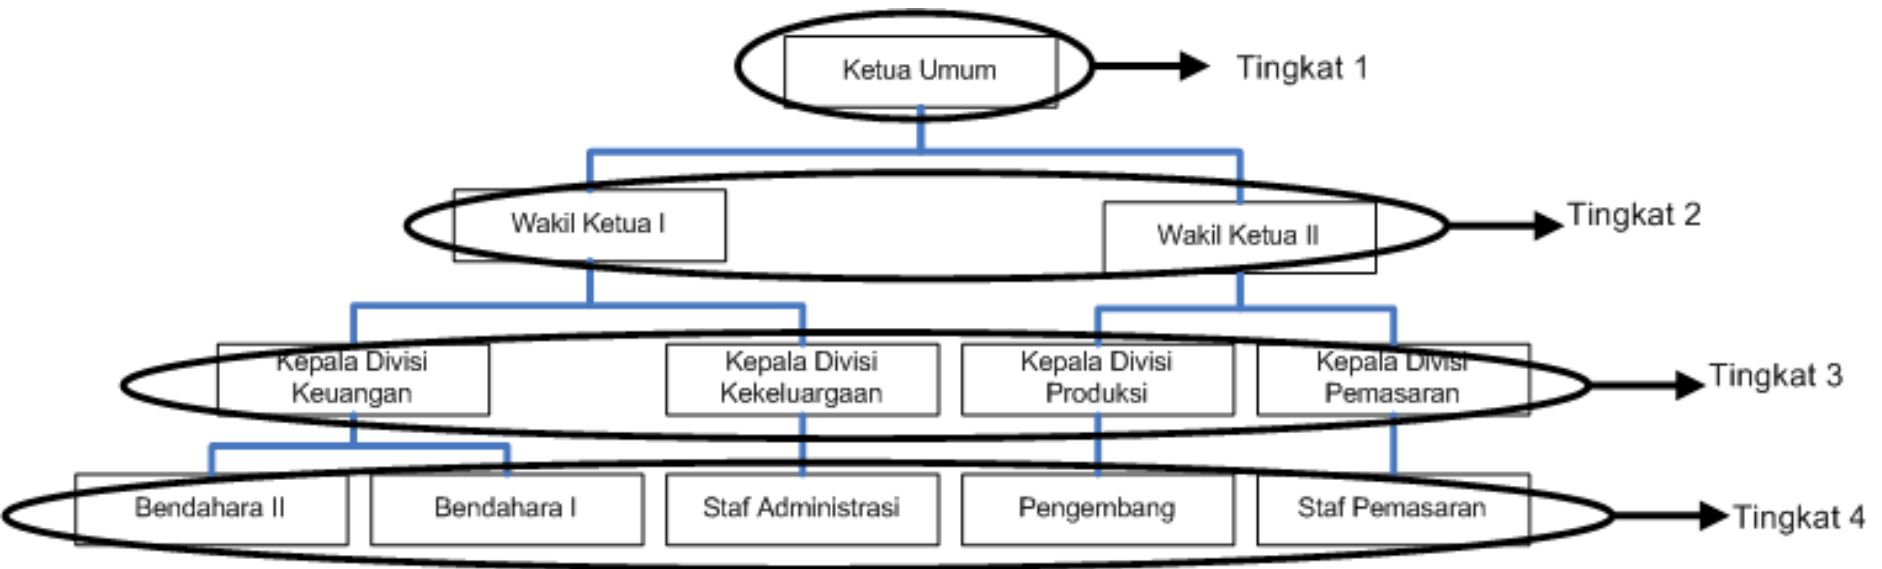 Ketua Umum
Tingkat 1
Wakil Ketua I
Wakil Ketua II
Tingkat 2
Kepala Divisi
Keuangan
Kepala Divisi
Kekeluargaan
Kepala Divisi
Produksi
Kepala Divisi
Pemasaran
Tingkat 3
Bendahara II
Bendahara I
Staf Administrasi
Pengembang
Staf Pemasaran
Tingkat 4